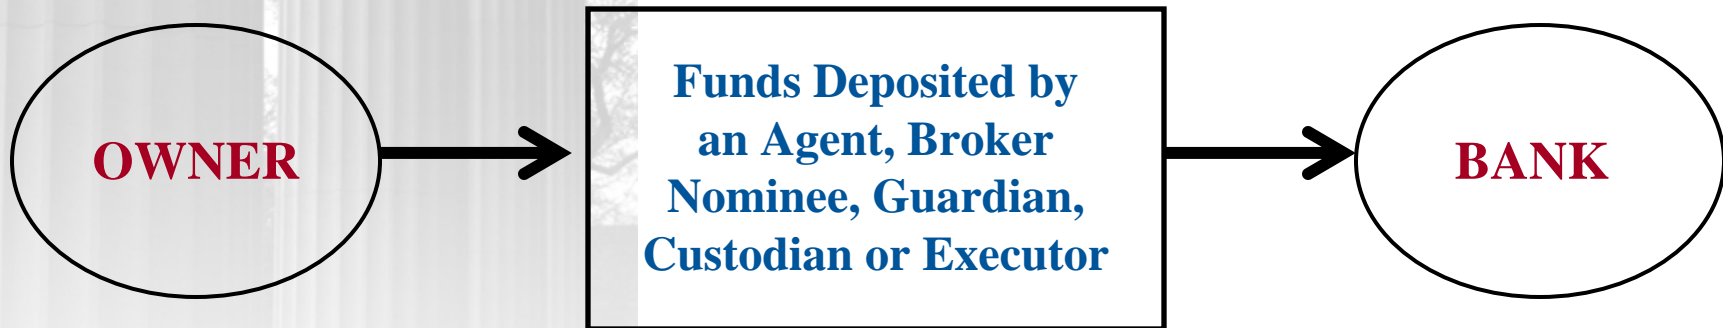 OWNER
Funds Deposited by
an Agent, Broker
Nominee, Guardian,
Custodian or Executor
BANK